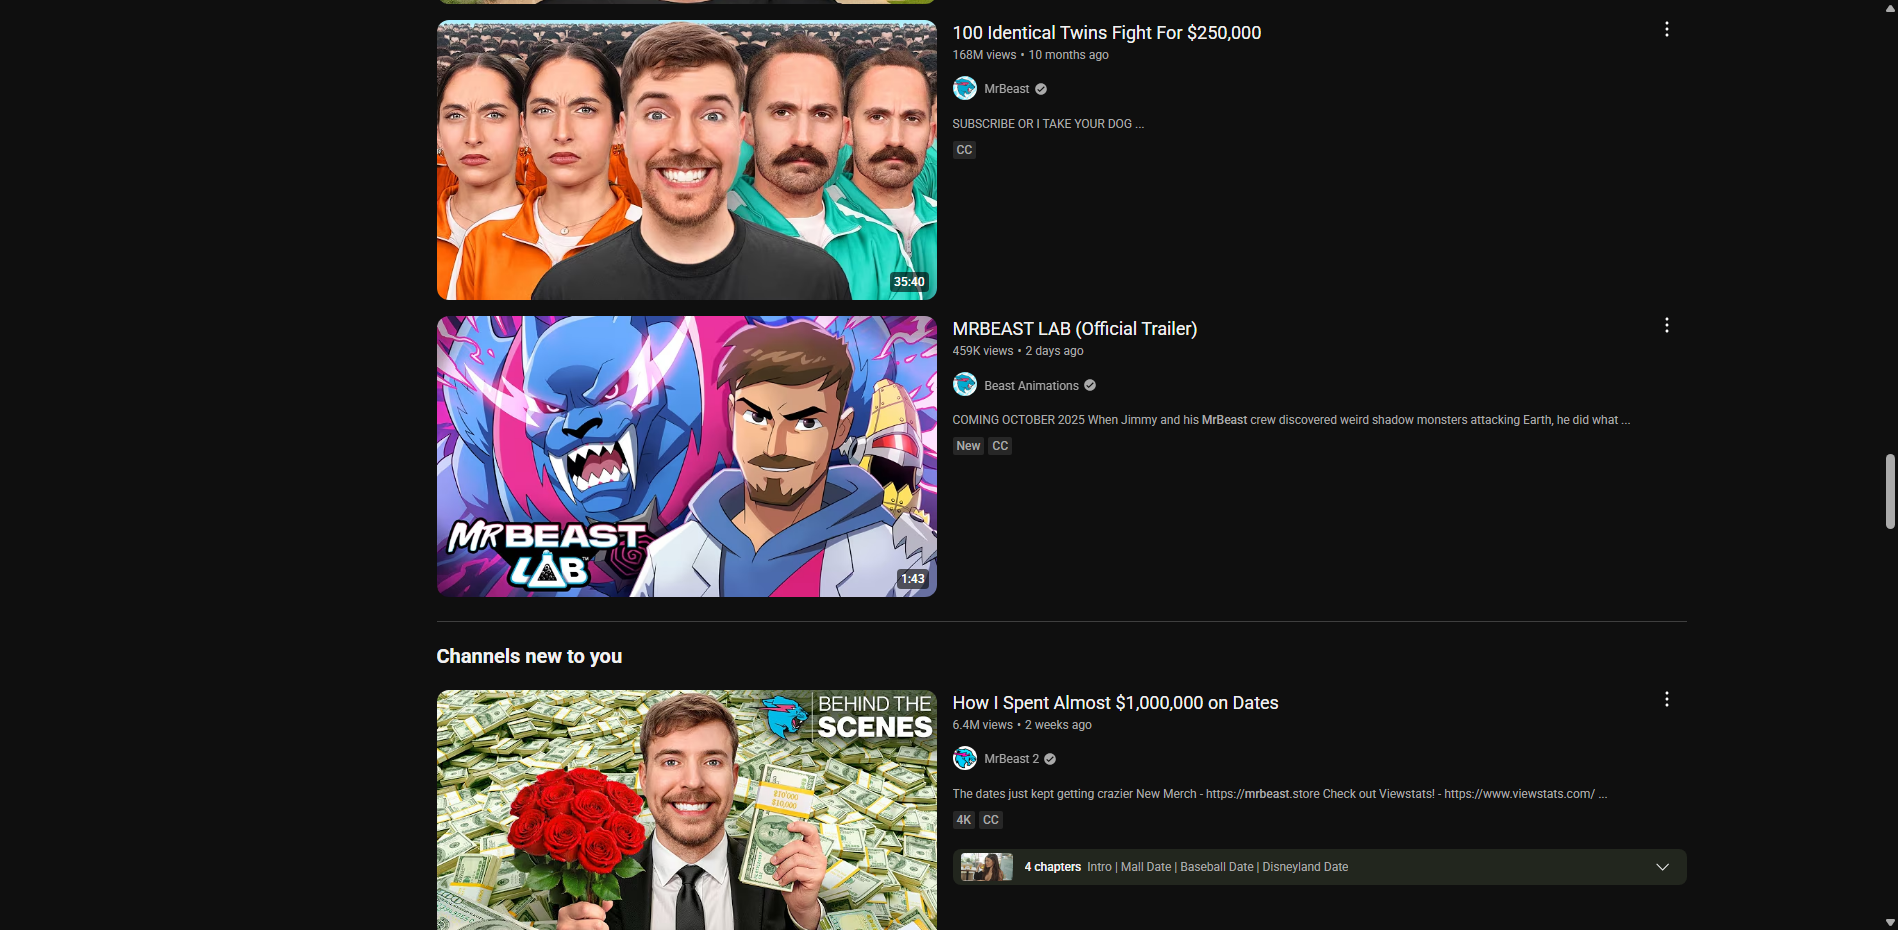 100 Identical Twins Fight For $250,000
168M views • 10 months ago
MrBeast
SUBSCRIBE OR I TAKE YOUR DOG ...
CC
35:40
MRBEAST LAB (Official Trailer)
459K views • 2 days ago
Beast Animations
COMING OCTOBER 2025 When Jimmy and his MrBeast crew discovered weird shadow monsters attacking Earth, he did what ...
New CC
MRBEAST
LAB™
1:43
Channels new to you
BEHIND THE
SCENES
$10,000
$10,000
How I Spent Almost $1,000,000 on Dates
6.4M views • 2 weeks ago
MrBeast 2
The dates just kept getting crazier New Merch - https://mrbeast.store Check out Viewstats! - https://www.viewstats.com/ ...
4K CC
4 chapters Intro | Mall Date | Baseball Date | Disneyland Date